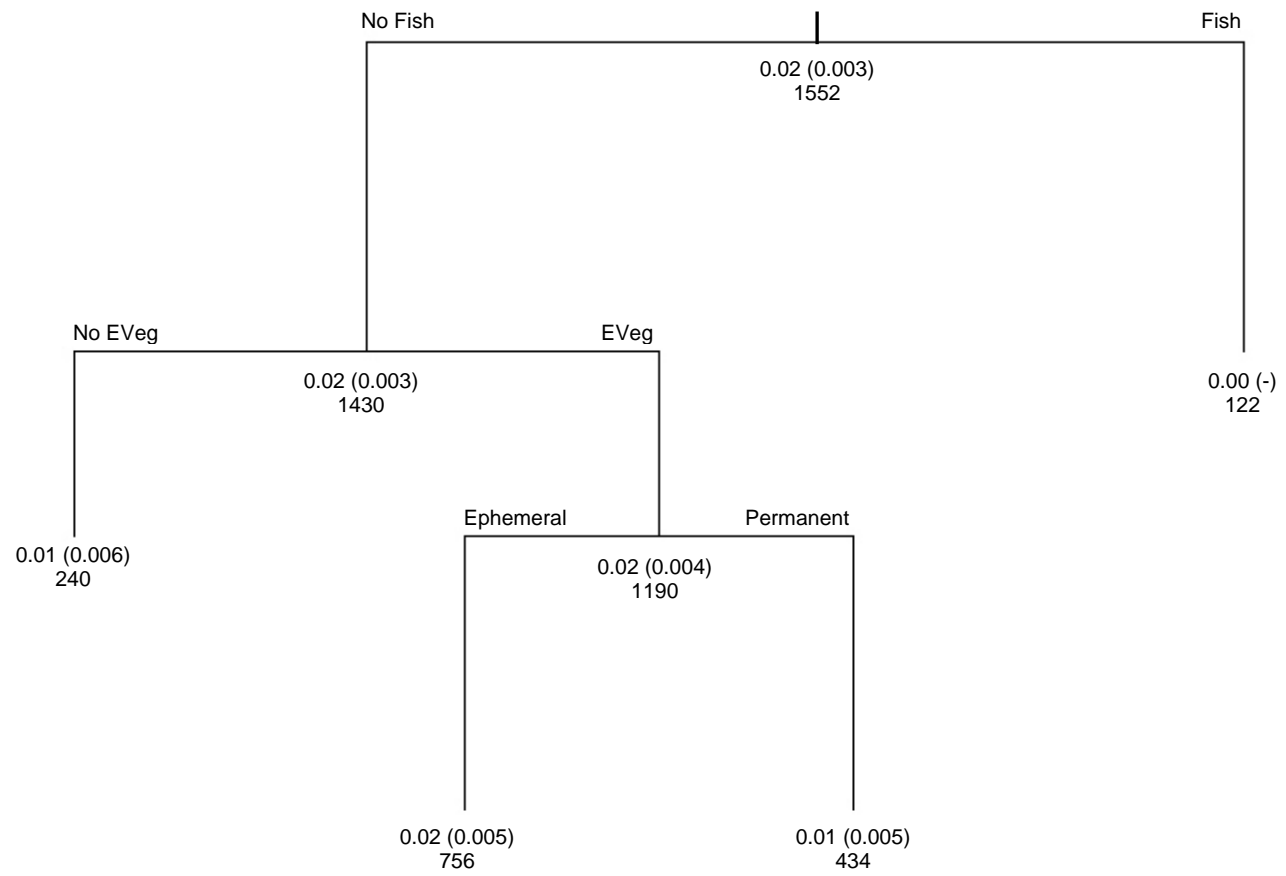 No Fish
Fish
0.02 (0.003)
1552
No EVeg
EVeg
0.02 (0.003)
1430
0.00 (-)
122
Ephemeral
Permanent
0.01 (0.006)
240
0.02 (0.004)
1190
0.02 (0.005)
756
0.01 (0.005)
434